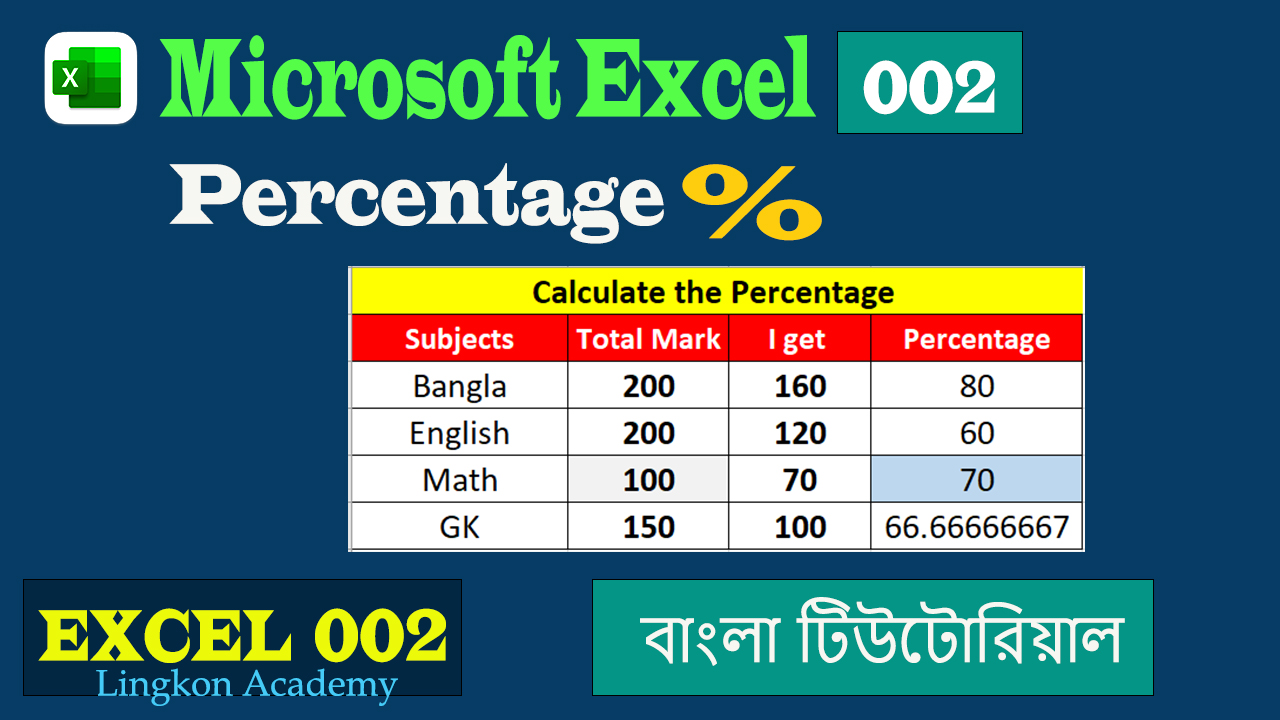 X
Microsoft Excel 002
Percentage %
Calculate the Percentage
Subjects Total Mark I get Percentage
Bangla 200 160 80
English 200 120 60
Math 100 70 70
GK 150 100 66.66666667
EXCEL 002
Lingkon Academy
বাংলা টিউটোরিয়াল